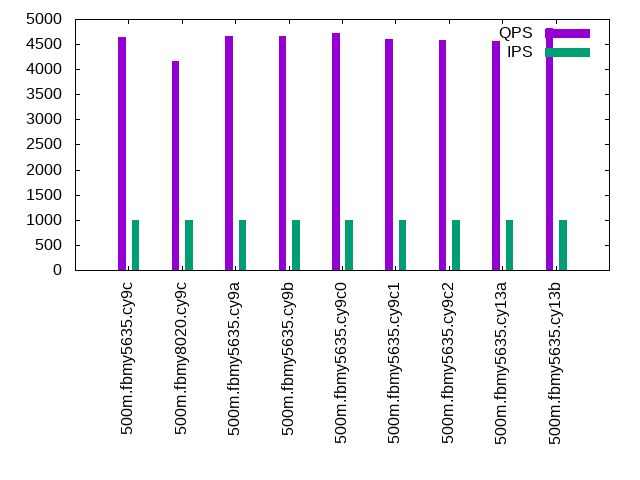 5000
4500
4000
3500
3000
2500
2000
1500
1000
500
0
QPS
IPS
500m.fbmy5635.cy9c
500m.fbmy8020.cy9c
500m.fbmy5635.cy9a
500m.fbmy5635.cy9b
500m.fbmy5635.cy9c0
500m.fbmy5635.cy9c1
500m.fbmy5635.cy9c2
500m.fbmy5635.cy13a
500m.fbmy5635.cy13b